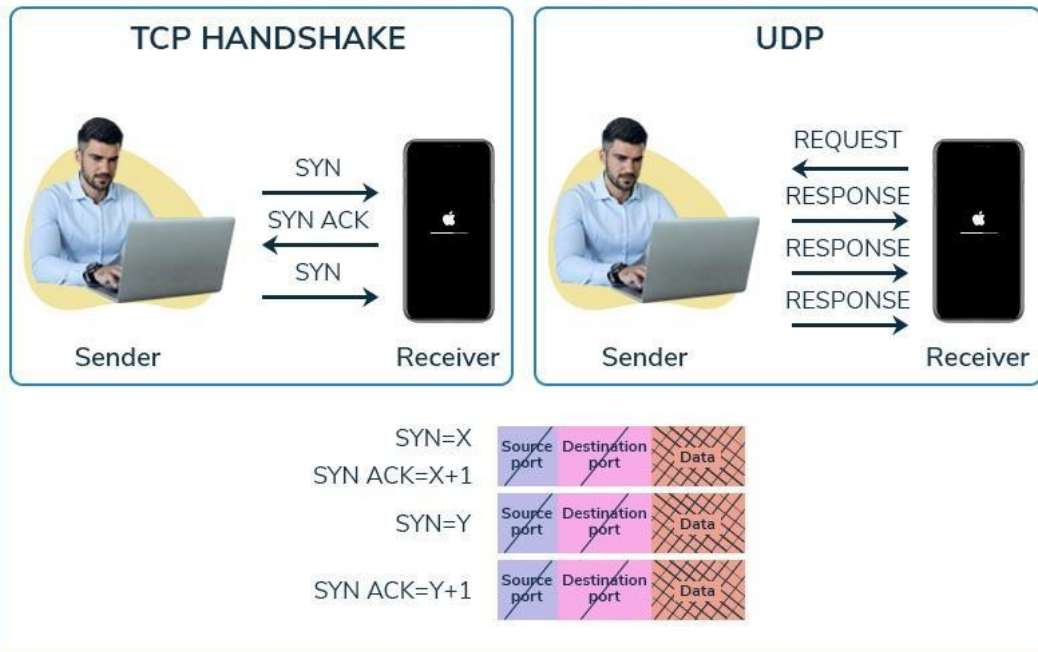 TCP HANDSHAKE
SYN
SYN ACK
SYN
Sender
Receiver
UDP
REQUEST
RESPONSE
RESPONSE
RESPONSE
Sender
Receiver
SYN=X
SYN ACK=X+1
SYN=Y
SYN ACK=Y+1
Source
port
Destination
port
Data
Source
port
Destination
port
Data
Source
port
Destination
port
Data